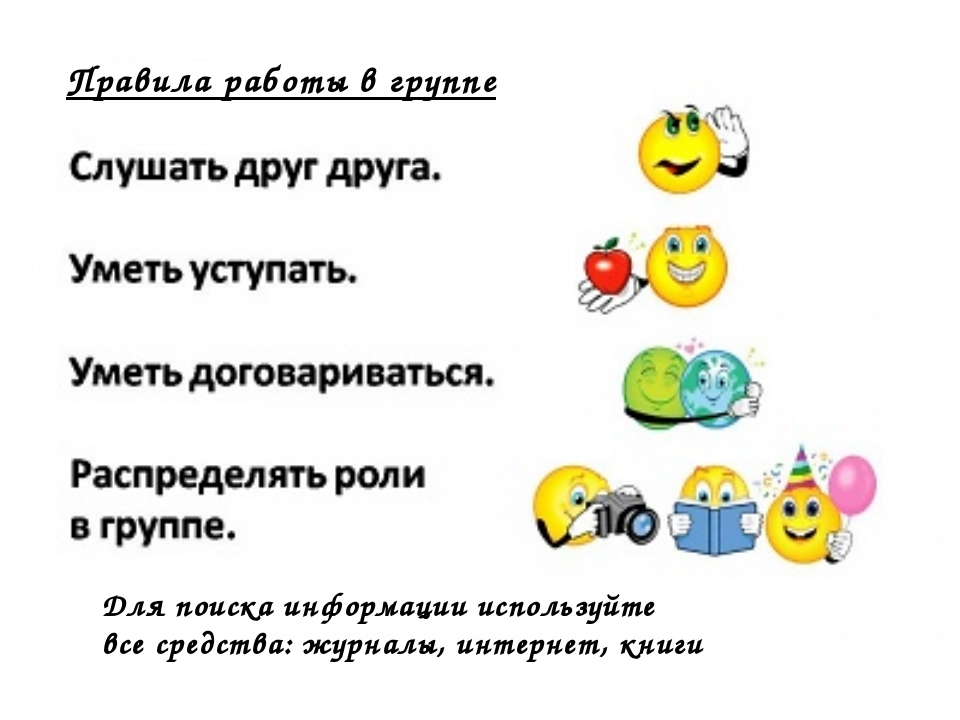 Правила работы в группе
Слушать друг друга.
Уметь уступать.
Уметь договариваться.
Распределять роли
в группе.
Для поиска информации используйте
все средства: журналы, интернет, книги